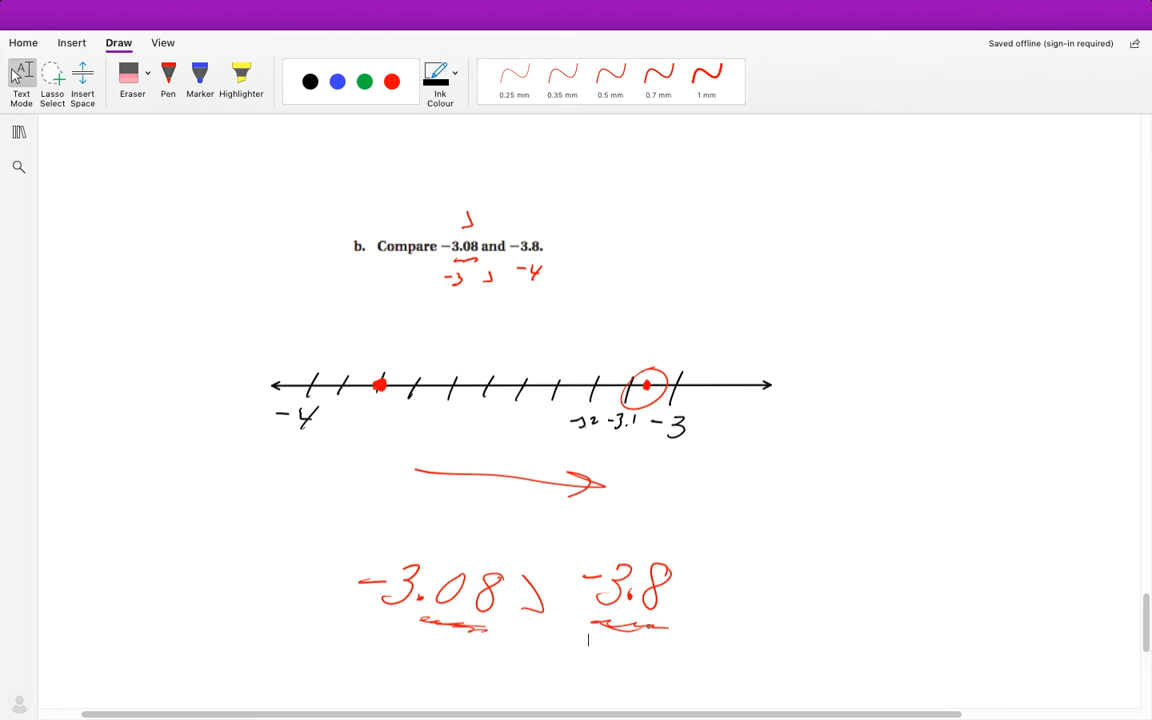 Home Insert Draw View
Saved offline (sign-in required)
Text Mode
Lasso Select
Insert Space
Eraser
Pen
Marker
Highlighter
Ink Colour
0.25 mm
0.35 mm
0.5 mm
0.7 mm
1 mm
>
b. Compare −3.08 and −3.8.
-3 > -4
-4 -3.1 -3
-3.08 > -3.8